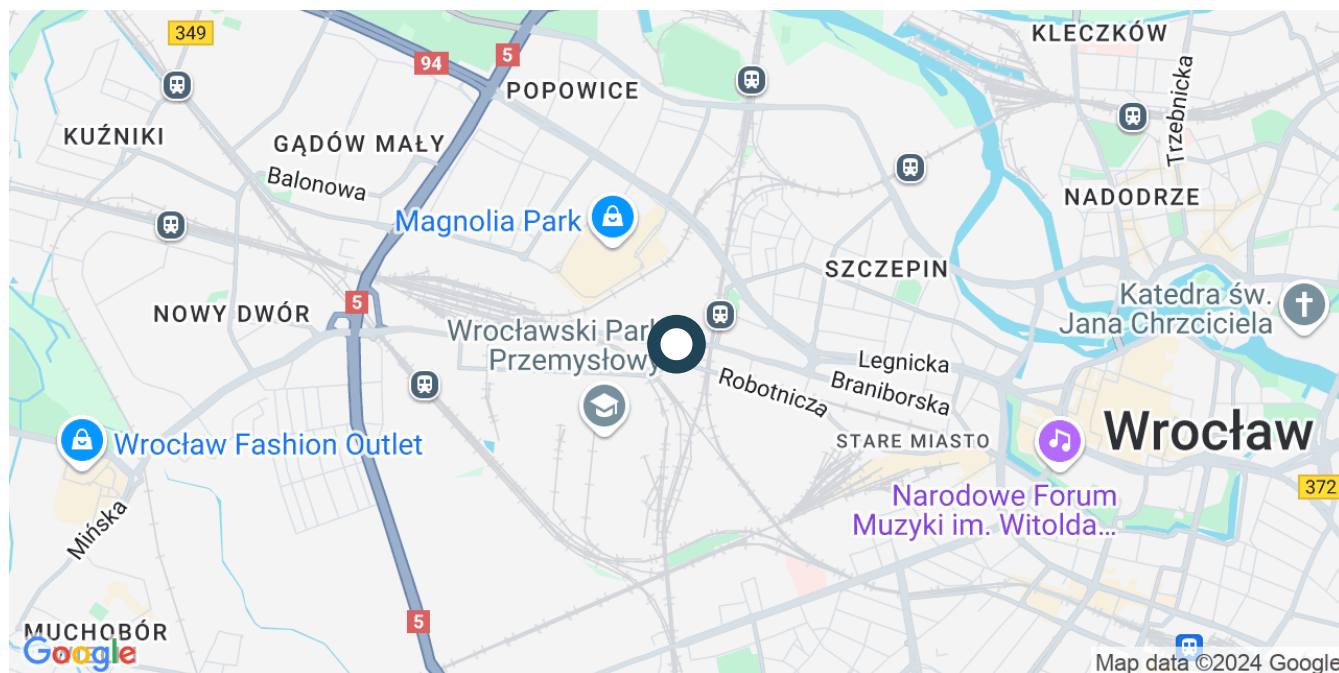 349
94
5
KLECZKÓW
POPOWICE
Trzebnicka
KUŹNIKI
GĄDÓW MAŁY
Balonowa
NADODRZE
Magnolia Park
SZCZEPIN
5
NOWY DWÓR
Katedra św.
Jana Chrzciciela
Wrocławski Park
Przemysłowy
Legnicka
Robotnicza
Braniborska
Wrocław Fashion Outlet
STARE MIASTO
Wrocław
372
Narodowe Forum
Muzyki im. Witolda…
Mińska
5
MUCHOBÓR
Google
Map data ©2024 Google